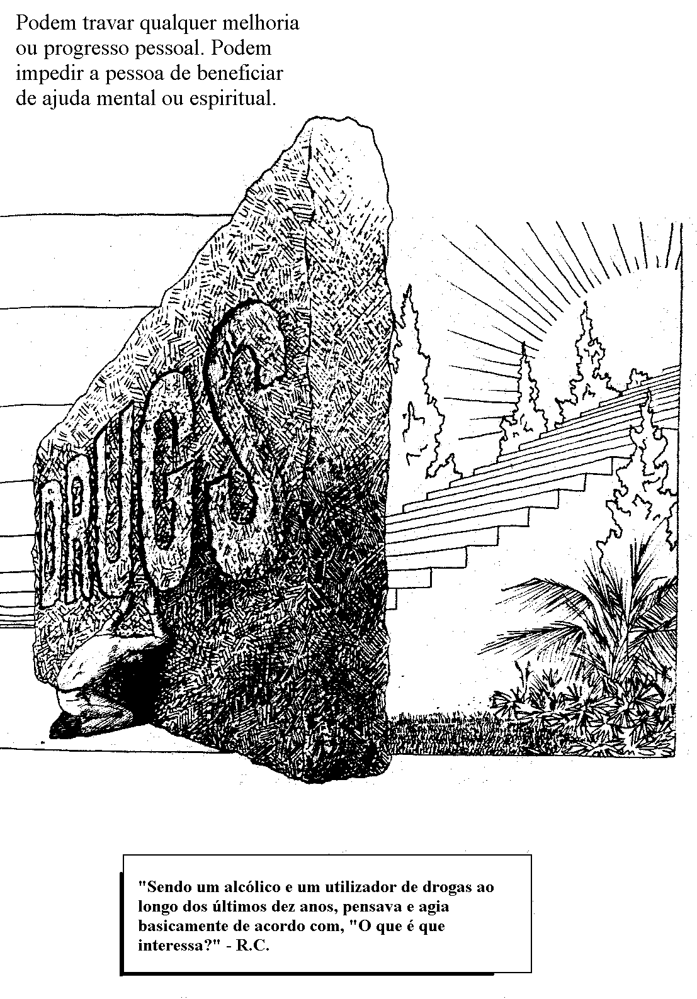 Podem travar qualquer melhoria
ou progresso pessoal. Podem
impedir a pessoa de beneficiar
de ajuda mental ou espiritual.
DRUGS
"Sendo um alcólico e um utilizador de drogas ao
longo dos últimos dez anos, pensava e agia
basicamente de acordo com, "O que é que
interessa?" - R.C.